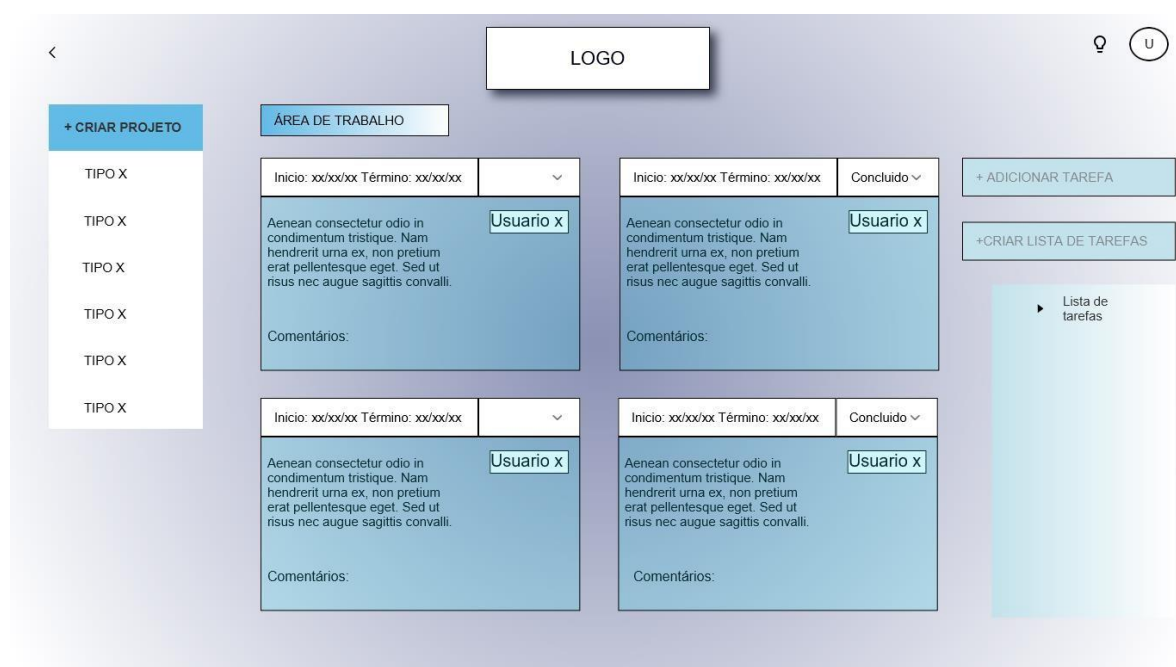 LOGO
U
+ CRIAR PROJETO
TIPO X
TIPO X
TIPO X
TIPO X
TIPO X
TIPO X
ÁREA DE TRABALHO
Inicio: xx/xx/xx Término: xx/xx/xx
Aenean consectetur odio in
condimentum tristique. Nam
hendrerit urna ex, non pretium
erat pellentesque eget. Sed ut
risus nec augue sagittis convalli.
Usuario x
Comentários:
Inicio: xx/xx/xx Término: xx/xx/xx
Concluido
Aenean consectetur odio in
condimentum tristique. Nam
hendrerit urna ex, non pretium
erat pellentesque eget. Sed ut
risus nec augue sagittis convalli.
Usuario x
Comentários:
Inicio: xx/xx/xx Término: xx/xx/xx
Aenean consectetur odio in
condimentum tristique. Nam
hendrerit urna ex, non pretium
erat pellentesque eget. Sed ut
risus nec augue sagittis convalli.
Usuario x
Comentários:
Inicio: xx/xx/xx Término: xx/xx/xx
Concluido
Aenean consectetur odio in
condimentum tristique. Nam
hendrerit urna ex, non pretium
erat pellentesque eget. Sed ut
risus nec augue sagittis convalli.
Usuario x
Comentários:
+ ADICIONAR TAREFA
+CRIAR LISTA DE TAREFAS
Lista de
tarefas